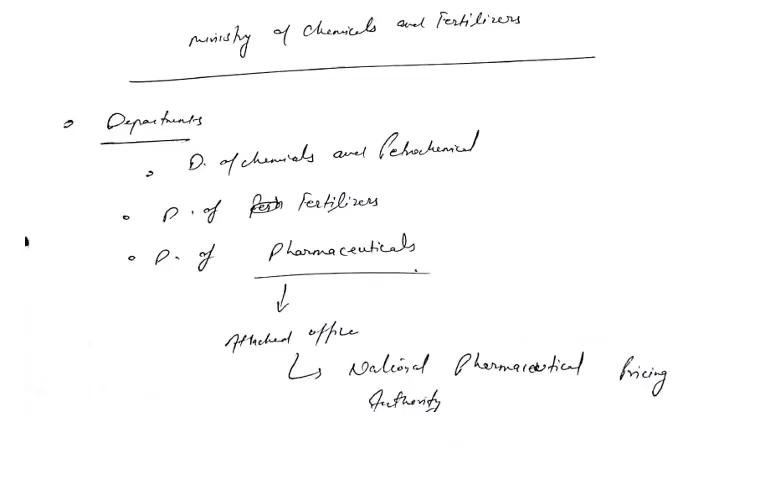 Ministry of Chemicals and Fertilizers
Departments
D. of chemicals and Petrochemical
D. of Fertilizers
D. of Pharmaceuticals
Attached office
National Pharmaceutical Pricing
Authority